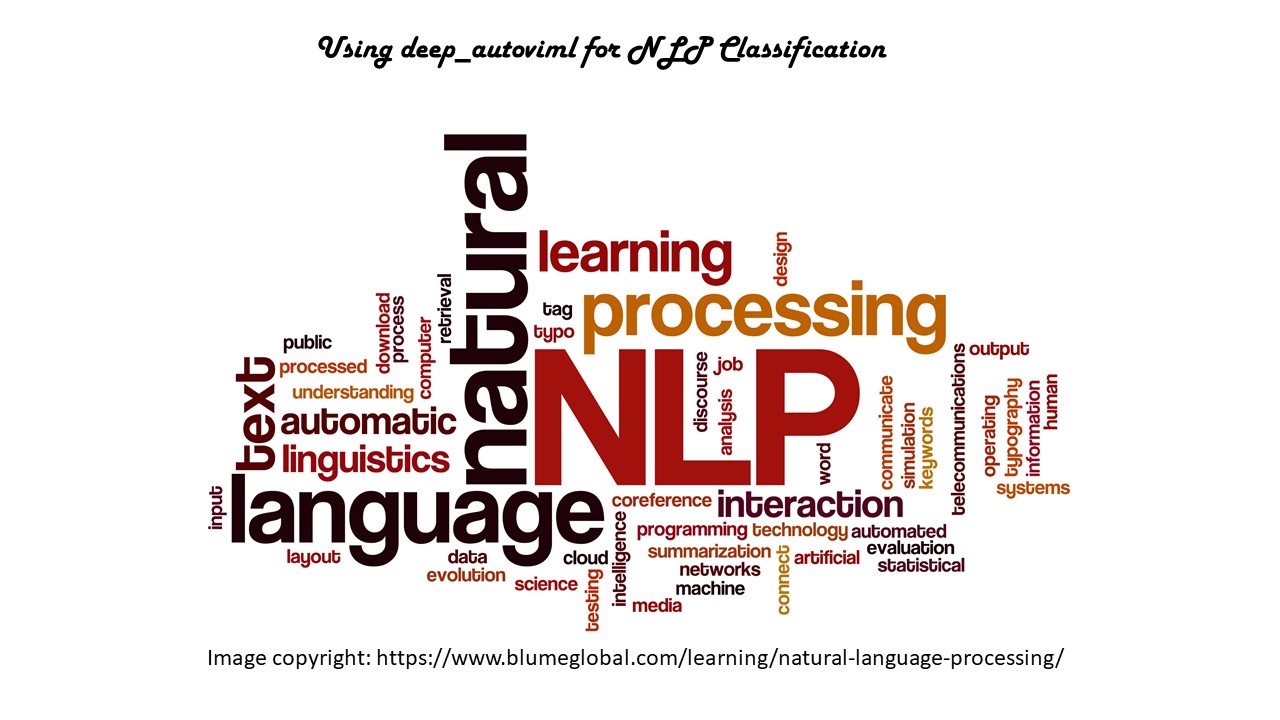 Using deep_autoviml for NLP Classification
natural
learning
design
processing
tag
typo
retrieval
download
process
computer
public
processed
understanding
text
automatic
linguistics
NLP
discourse
job
analysis
word
communicate
simulation
keywords
telecommunications
output
operating
typography
information
human
systems
input
language
coreference
interaction
programming
technology
automated
layout
data
cloud
intelligence
summarization
evaluation
evolution
science
testing
networks
connect
artificial
statistical
machine
media
Image copyright: https://www.blumeglobal.com/learning/natural-language-processing/